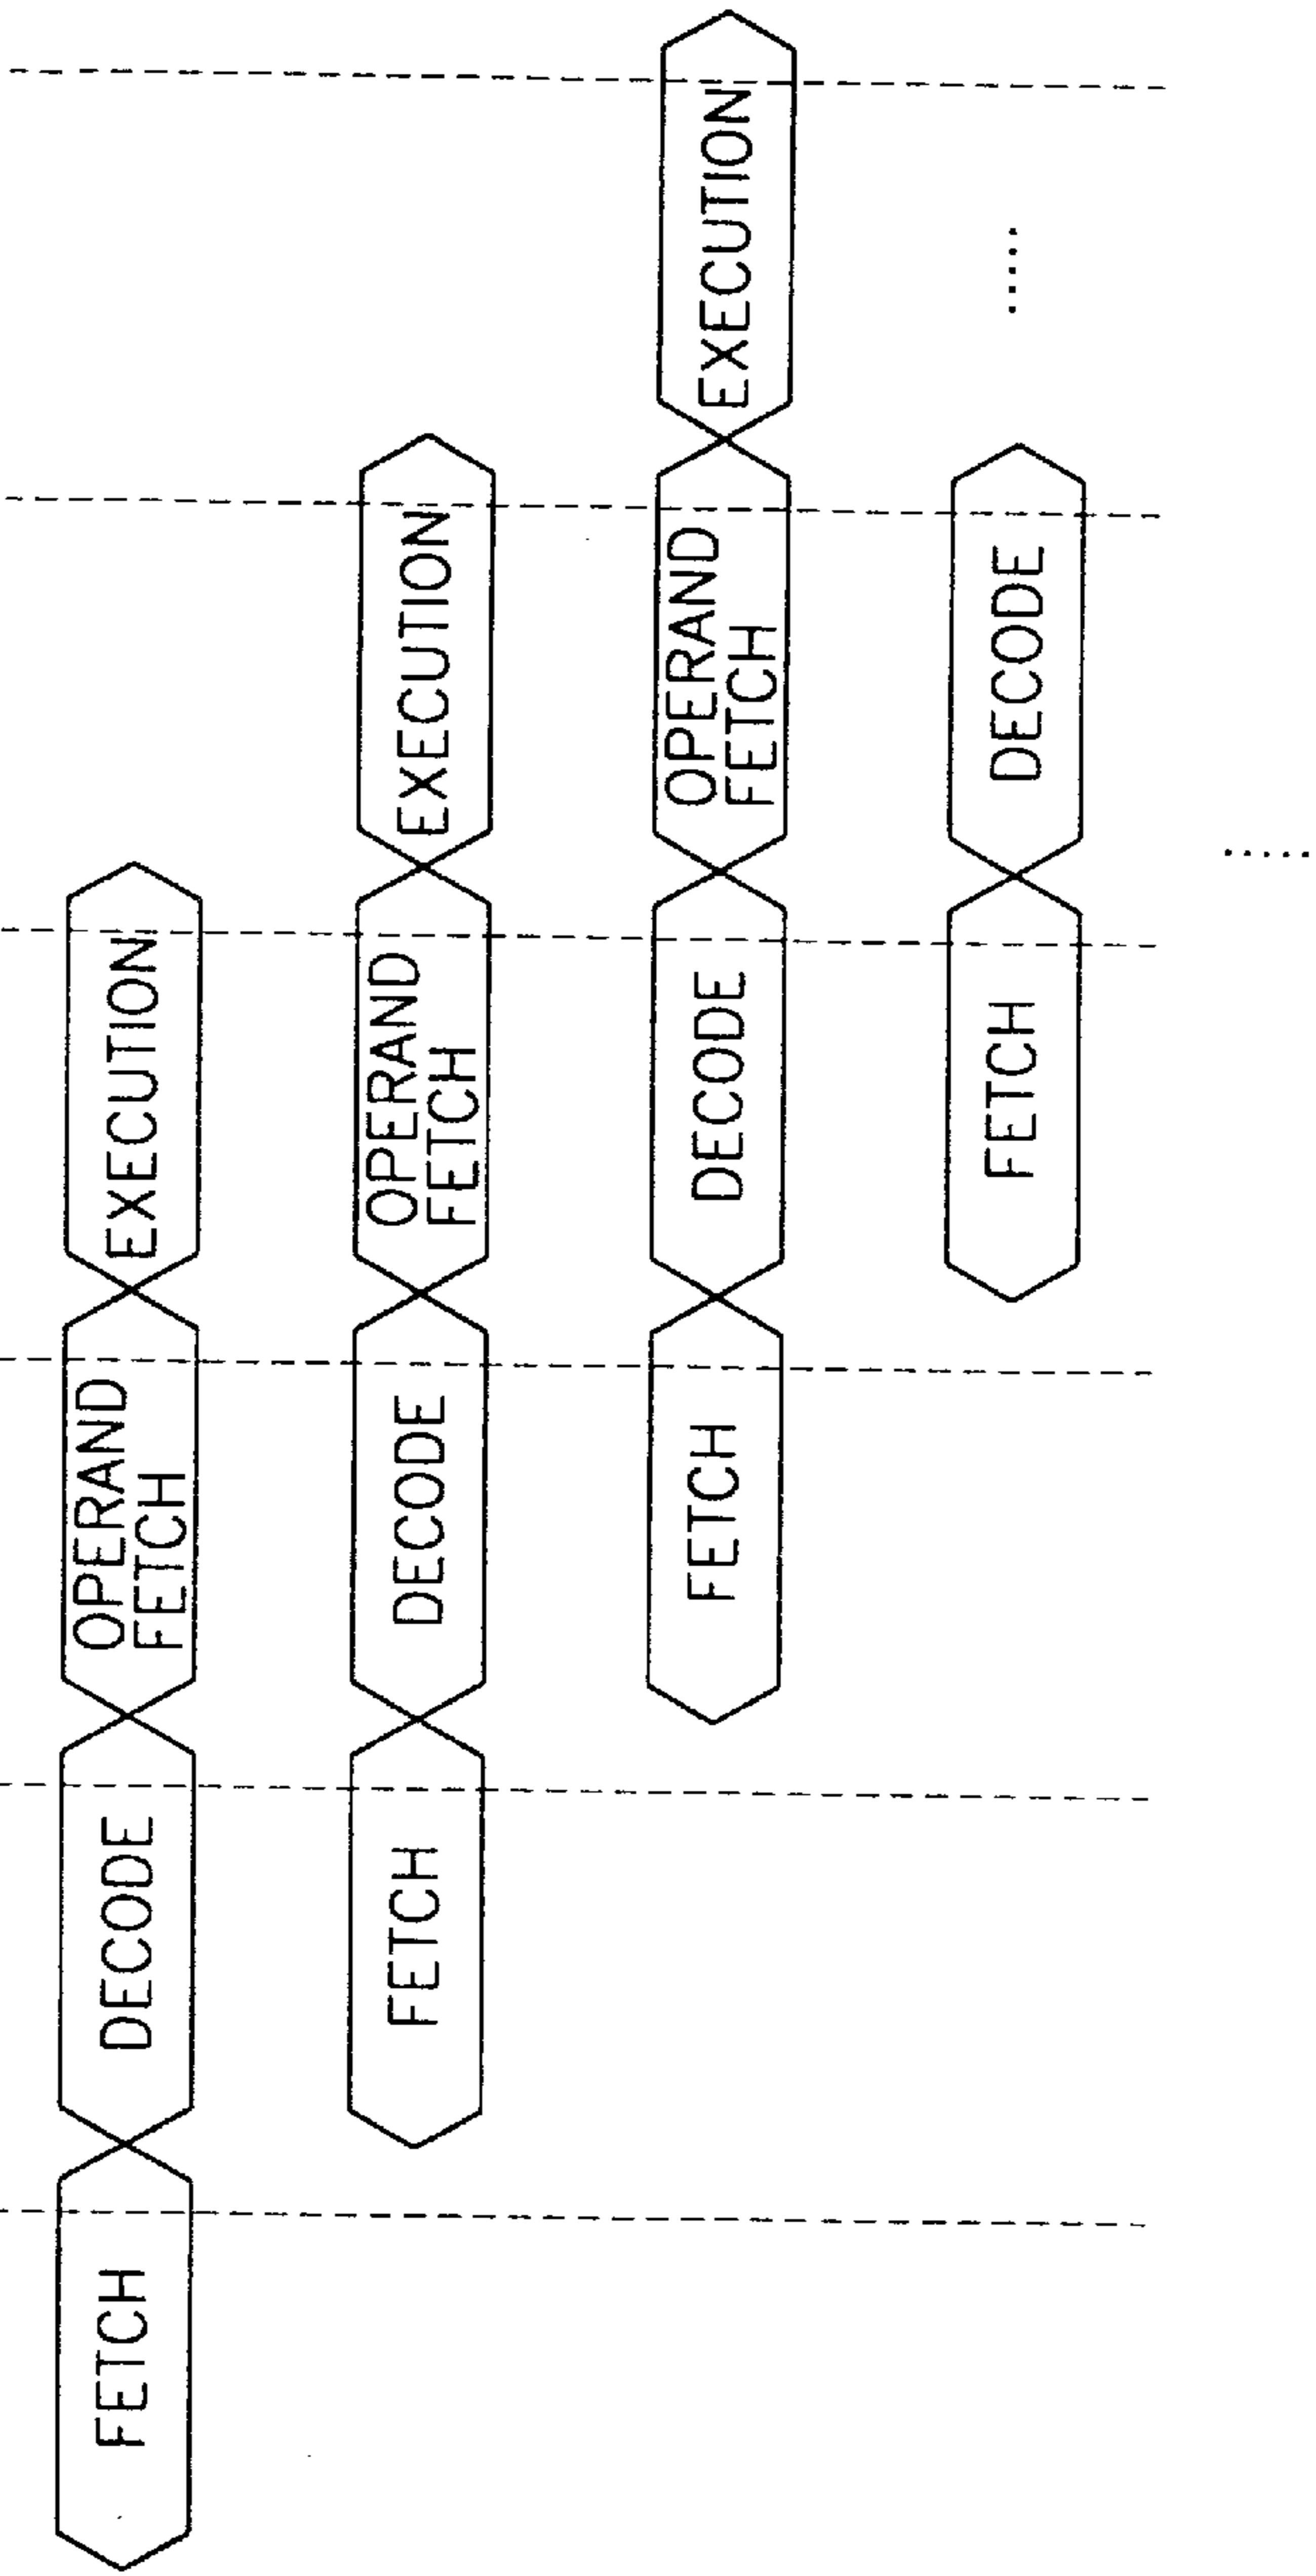 FETCH
DECODE
OPERAND
FETCH
EXECUTION
FETCH
DECODE
OPERAND
FETCH
EXECUTION
FETCH
DECODE
OPERAND
FETCH
EXECUTION
FETCH
DECODE
.....
.....